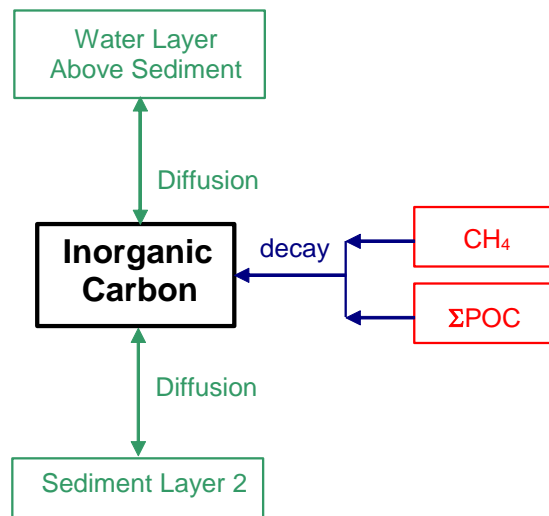 Water Layer
Above Sediment
Diffusion
Inorganic
Carbon
decay
CH₄
ΣPOC
Diffusion
Sediment Layer 2